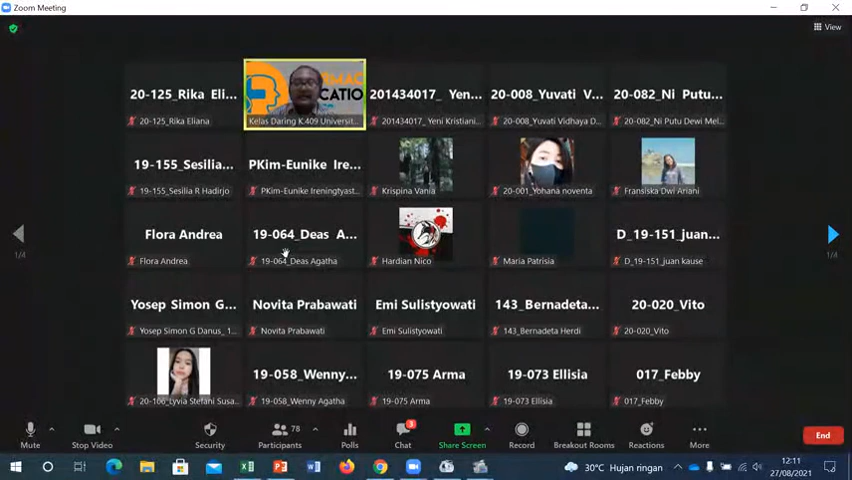 Zoom Meeting
View
20-125_Rika Eli...
20-125_Rika Eliana
Kelas Daring K.409 Universit...
201434017_ Yen...
201434017_ Yeni Kristiani...
20-008_Yuvati V...
20-008_Yuvati Vidhaya D...
20-082_Ni Putu...
20-082_Ni Putu Dewi Mel...
19-155_Sesilia...
19-155_Sesilia R Hadirjo
PKim-Eunike Ire...
PKim-Eunike Ireningtyast...
Krispina Vania
20-001_Yohana noventa
Fransiska Dwi Ariani
Flora Andrea
Flora Andrea
19-064_Deas A...
19-064_Deas Agatha
Hardian Nico
Maria Patrisia
D_19-151_juan...
D_19-151_juan kause
1/4
1/4
Yosep Simon G...
Yosep Simon G Danus_ 1...
Novita Prabawati
Novita Prabawati
Emi Sulistyowati
Emi Sulistyowati
143_Bernadeta...
143_Bernadeta Herdi
20-020_Vito
20-020_Vito
20-106_Lyvia Stefani Susa...
19-058_Wenny...
19-058_Wenny Agatha
19-075 Arma
19-075 Arma
19-073 Ellisia
19-073 Ellisia
017_Febby
017_Febby
Mute
Stop Video
Security
Participants
78
Polls
Chat
3
Share Screen
Record
Breakout Rooms
Reactions
More
End
30°C Hujan ringan
12:11
27/08/2021